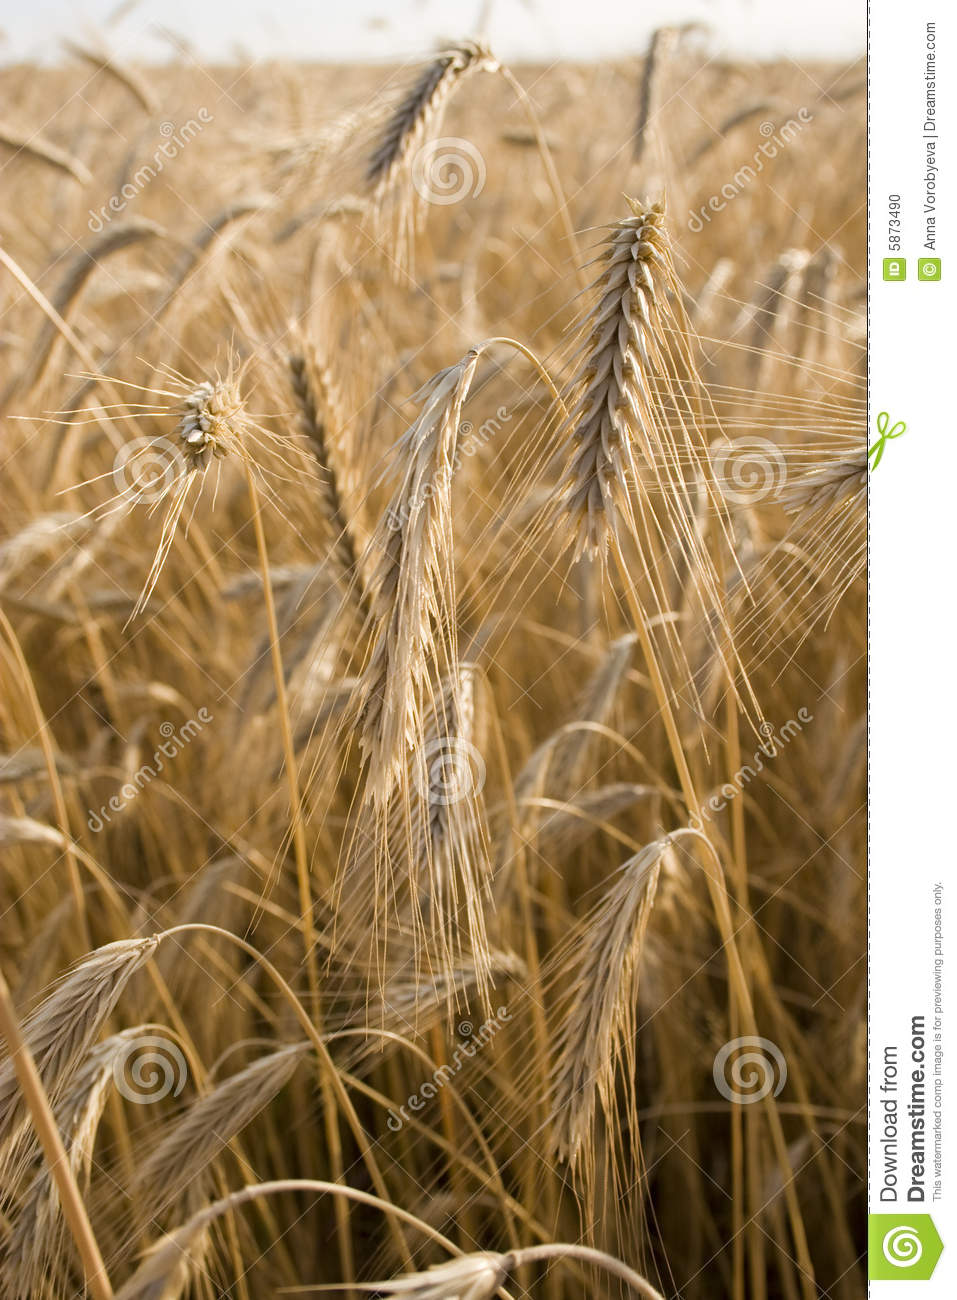 dreamstime
dreamstime
dreamstime
dreamstime
dreamstime
dreamstime
ID 5873490
© Anna Vorobyeva | Dreamstime.com
Download from
Dreamstime.com
This watermarked comp image is for previewing purposes only.